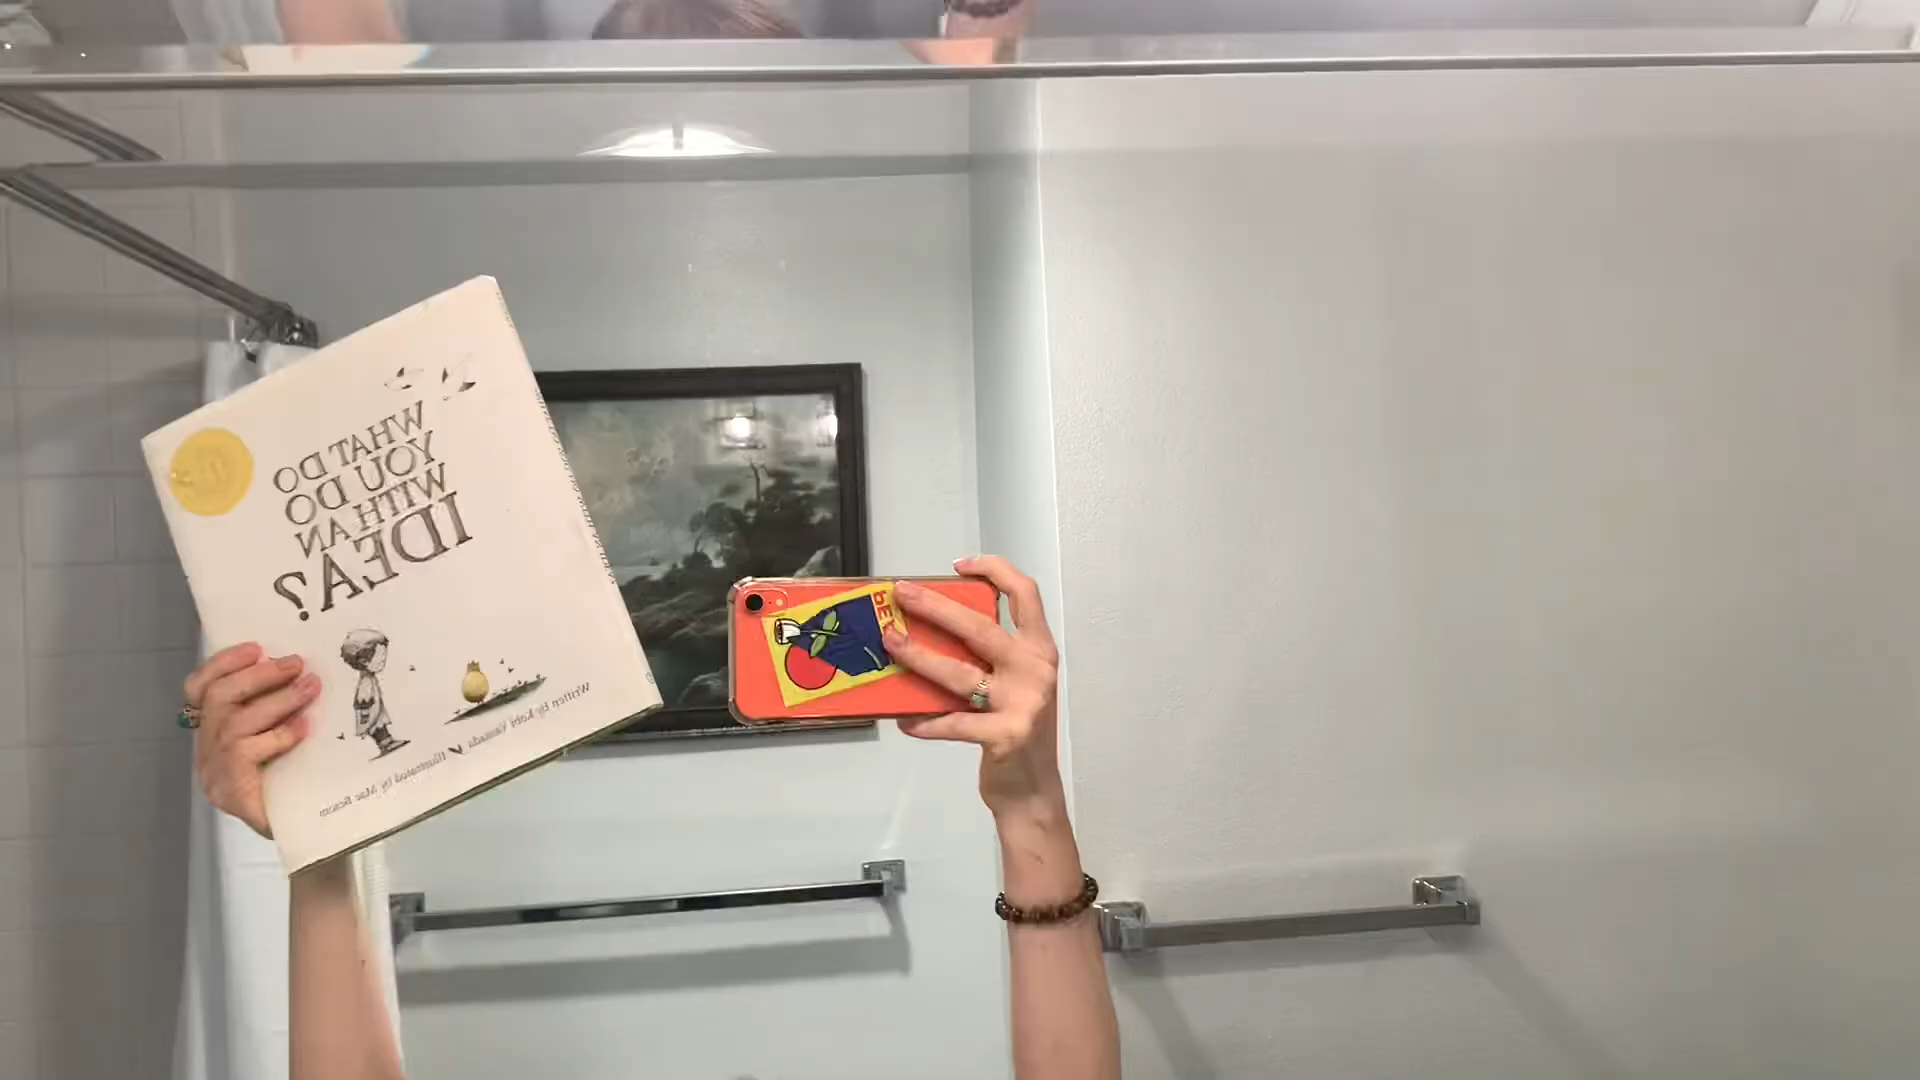 WHAT DO
YOU DO
WITH AN
IDEA?
Written by Kobi Yamada Illustrated by Mae Besom